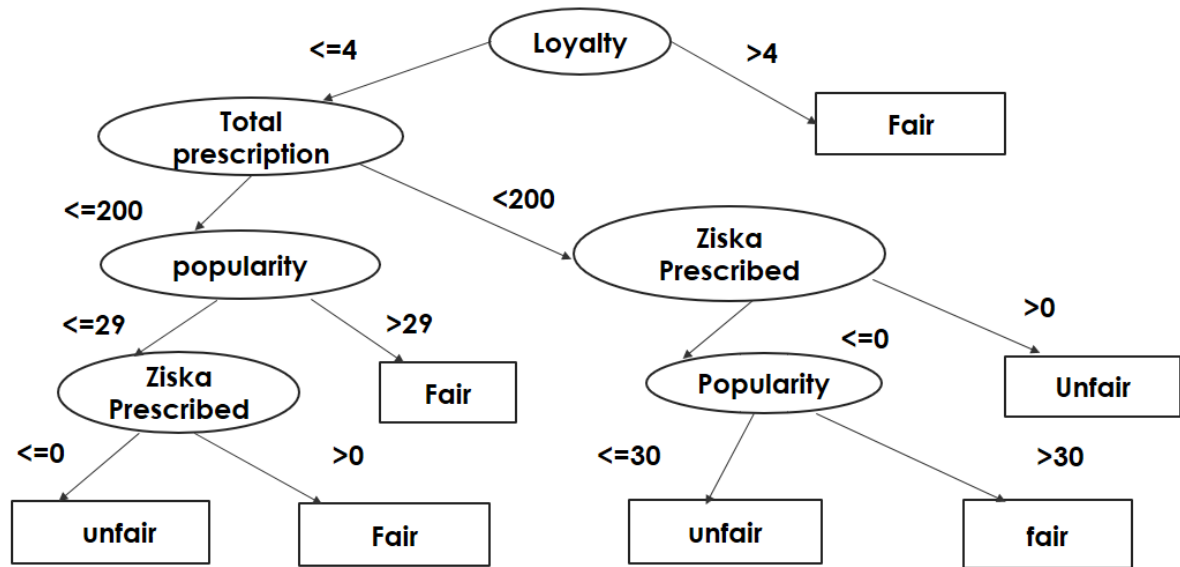 Loyalty
<=4
>4
Total
prescription
Fair
<=200
<200
popularity
Ziska
Prescribed
<=29
>29
<=0
>0
Ziska
Prescribed
Fair
Popularity
Unfair
<=0
>0
<=30
>30
unfair
Fair
unfair
fair